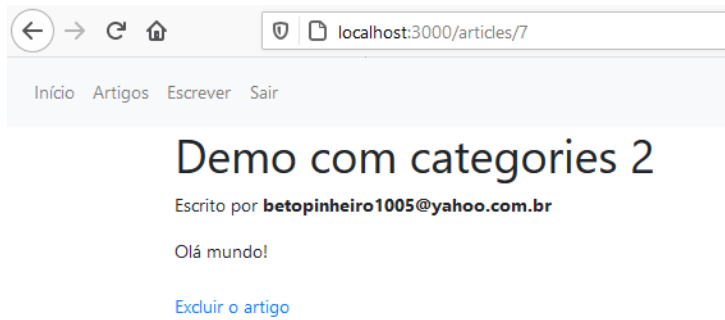 localhost:3000/articles/7
Início Artigos Escrever Sair
Demo com categories 2
Escrito por betopinheiro1005@yahoo.com.br
Olá mundo!
Excluir o artigo